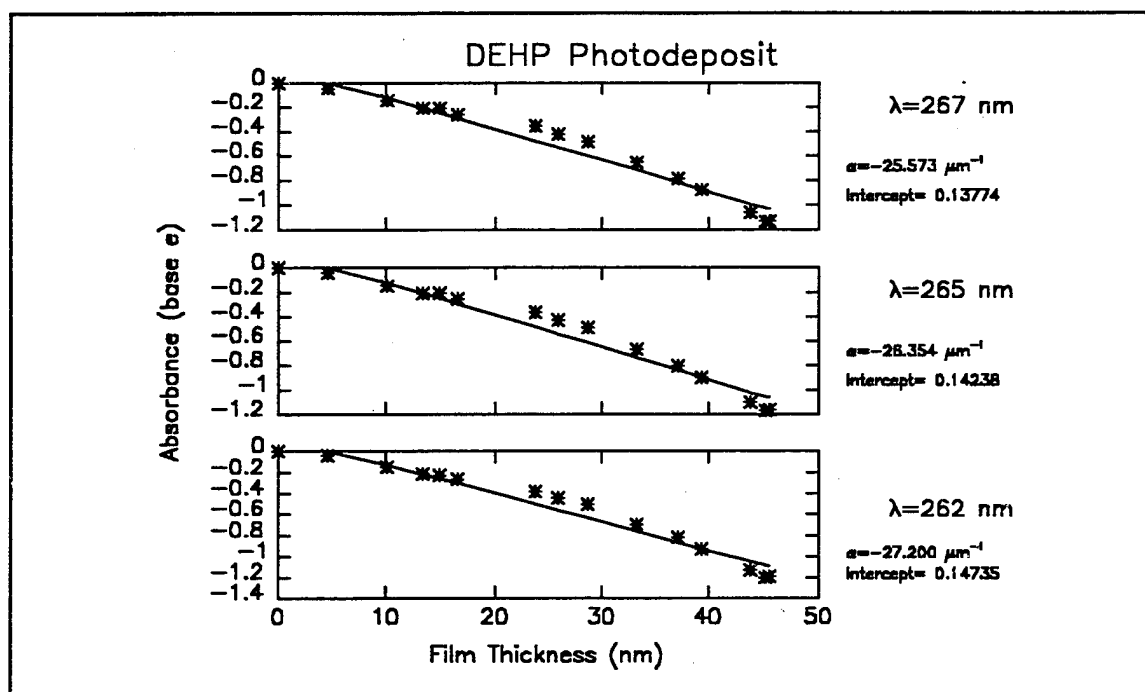 DEHP Photodeposit
0
−0.2
−0.4
−0.6
−0.8
−1
−1.2
λ=267 nm
α=−25.573 μm⁻¹
Intercept= 0.13774
0
−0.2
−0.4
−0.6
−0.8
−1
−1.2
λ=265 nm
α=−26.354 μm⁻¹
Intercept= 0.14238
0
−0.2
−0.4
−0.6
−0.8
−1
−1.2
−1.4
λ=262 nm
α=−27.200 μm⁻¹
Intercept= 0.14735
0 10 20 30 40 50
Film Thickness (nm)
Absorbance (base e)